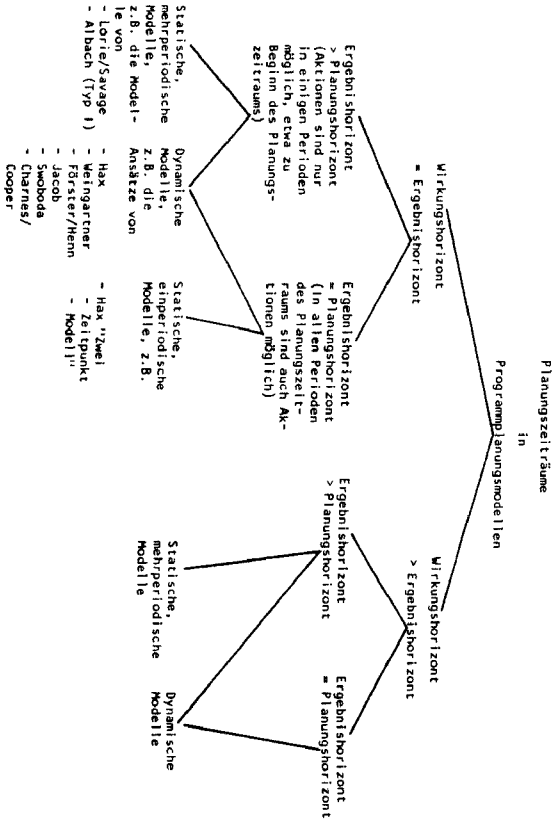 Planungszeiträume
in
Programmplanungsmodellen
Wirkungshorizont
= Ergebnishorizont
Wirkungshorizont
> Ergebnishorizont
Ergebnishorizont
> Planungshorizont
(Aktionen sind nur
in einigen Perioden
möglich, etwa zu
Beginn des Planungs-
zeitraums)
Ergebnishorizont
= Planungshorizont
(In allen Perioden
des Planungszeit-
raums sind auch Ak-
tionen möglich)
Ergebnishorizont
> Planungshorizont
Ergebnishorizont
= Planungshorizont
Statische,
mehrperiodische
Modelle,
z.B. die Model-
le von
- Lorie/Savage
- Albach (Typ I)
Dynamische
Modelle,
z.B. die
Ansätze von
- Hax
- Weingartner
- Förster/Henn
- Jacob
- Swoboda
- Charnes/
Cooper
Statische,
einperiodische
Modelle, z.B.
- Hax "Zwei
- Zeitpunkt
- Modell"
Statische,
mehrperiodische
Modelle
Dynamische
Modelle